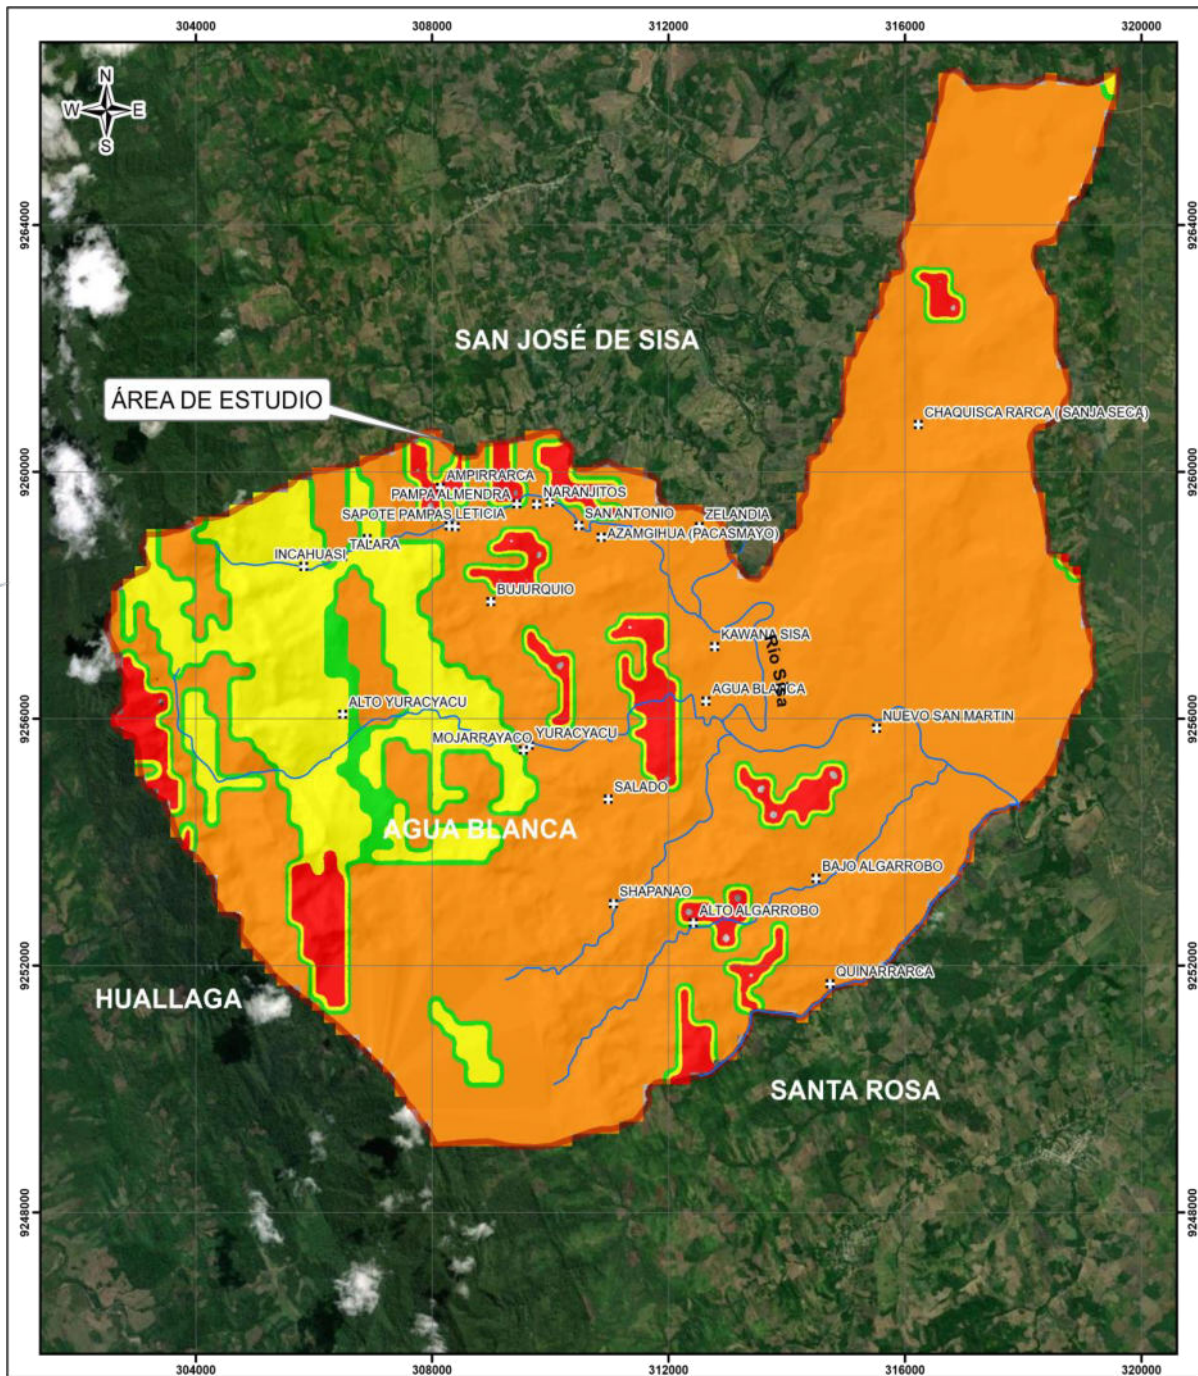 304000 308000 312000 316000 320000
N
W E
S
9264000 9264000
SAN JOSÉ DE SISA
ÁREA DE ESTUDIO
CHAQUISCA RARCA ( SANJA SECA)
9260000 9260000
AMPIRRARCA
PAMPA ALMENDRA NARANJITOS
SAPOTE PAMPAS LETICIA SAN ANTONIO ZELANDIA
AZAMGIHUA (PACASMAYO)
TALARA
INCAHUASI
BUJURQUIO
KAWANA SISA
Río Sisa
AGUA BLANCA
ALTO YURACYACU
NUEVO SAN MARTIN
9256000 9256000
MOJARRAYACO YURACYACU
SALADO
AGUA BLANCA
BAJO ALGARROBO
SHAPANAO
ALTO ALGARROBO
9252000 9252000
QUINARRARCA
HUALLAGA
SANTA ROSA
9248000 9248000
304000 308000 312000 316000 320000